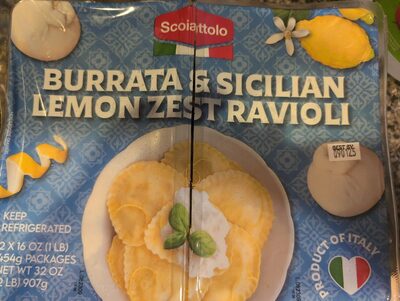 Scoiattolo
BURRATA & SICILIAN
LEMON ZEST RAVIOLI
090125
KEEP
REFRIGERATED
2 X 16 OZ (1 LB)
454g PACKAGES
NET WT 32 OZ
(2 LB) 907g
PRODUCT OF ITALY